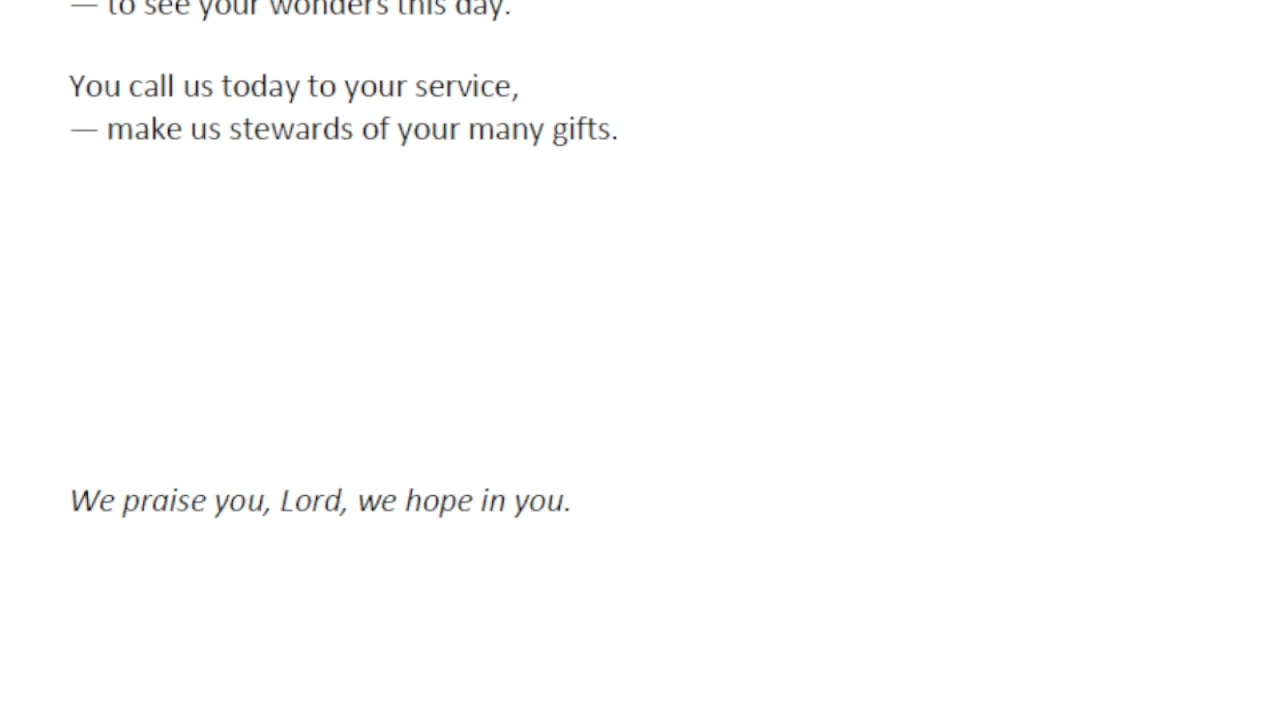 — to see your wonders this day.
You call us today to your service,
— make us stewards of your many gifts.
We praise you, Lord, we hope in you.